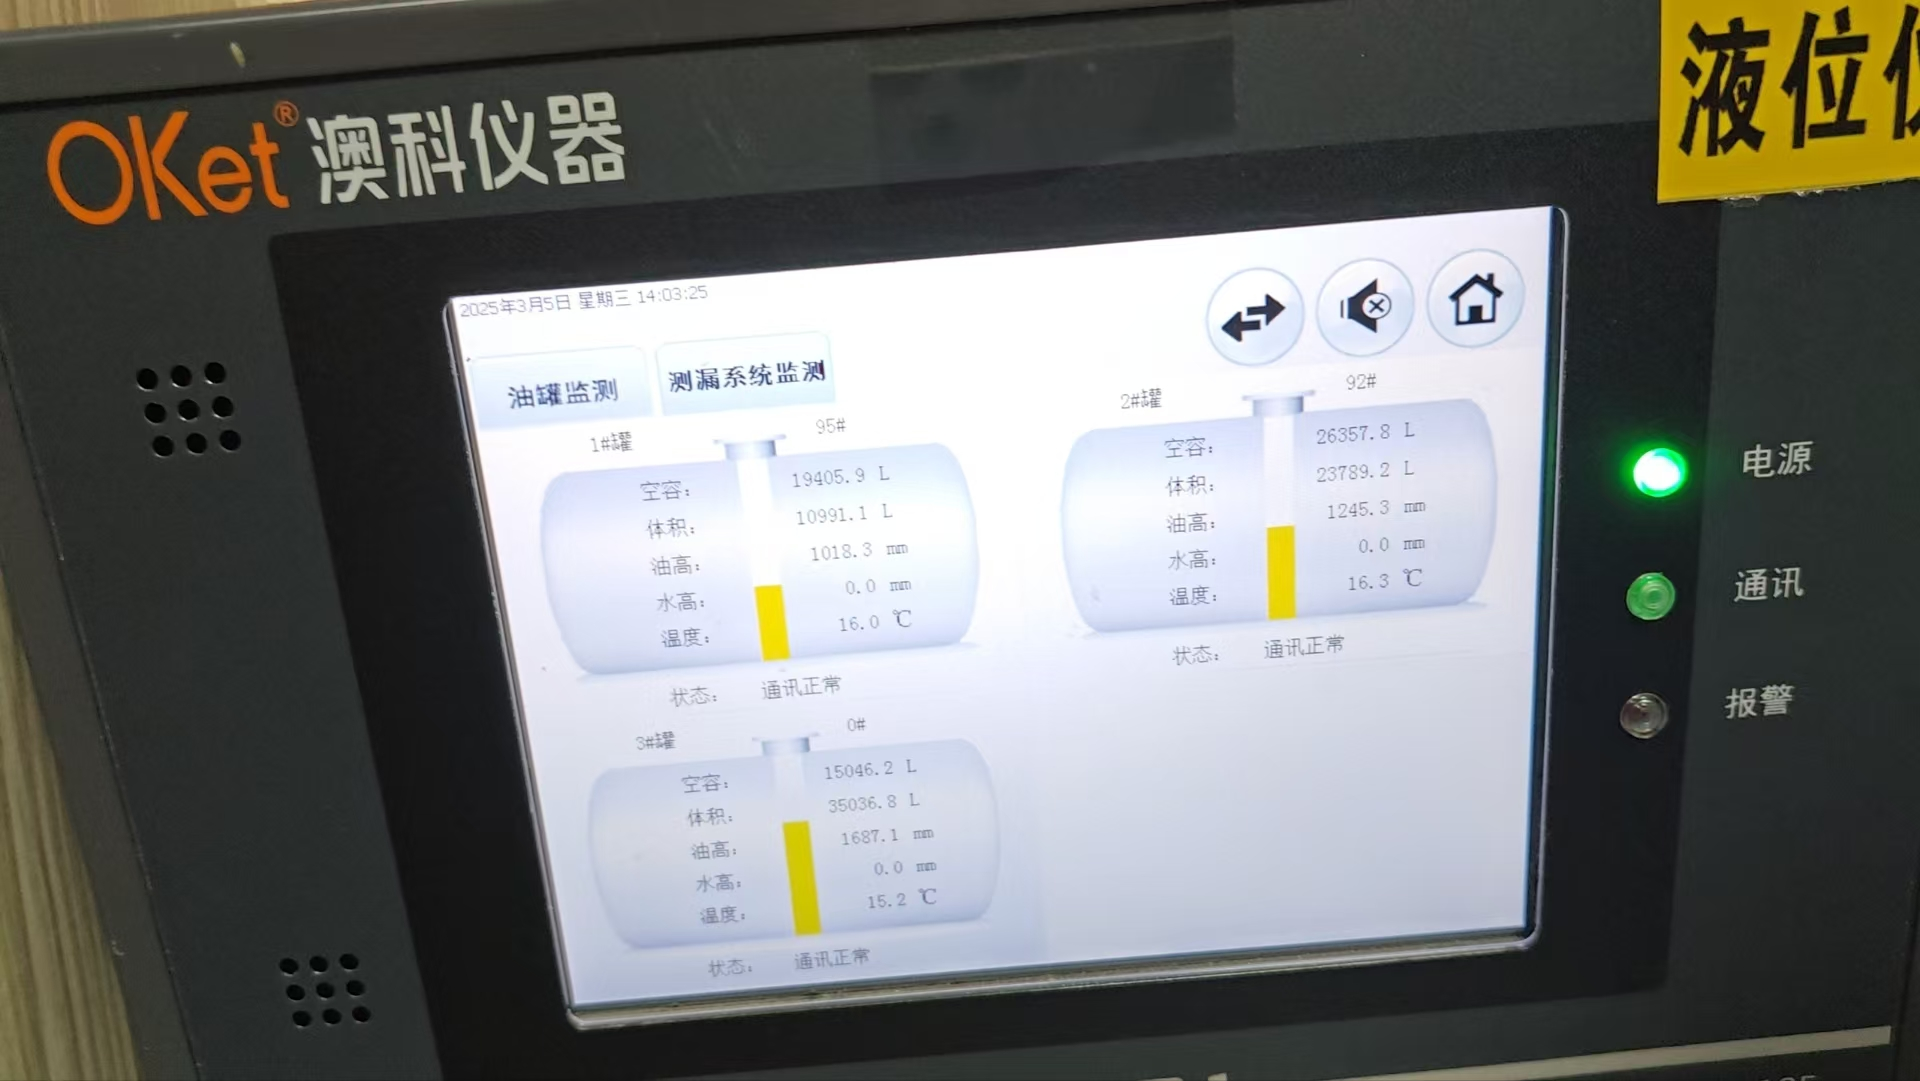 OKet® 澳科仪器
液位
2025年3月5日 星期三 14:03:25
油罐监测
测漏系统监测
1#罐 95#
空容: 19405.9 L
体积: 10991.1 L
油高: 1018.3 mm
水高: 0.0 mm
温度: 16.0 ℃
状态: 通讯正常
2#罐 92#
空容: 26357.8 L
体积: 23789.2 L
油高: 1245.3 mm
水高: 0.0 mm
温度: 16.3 ℃
状态: 通讯正常
3#罐 0#
空容: 15046.2 L
体积: 35036.8 L
油高: 1687.1 mm
水高: 0.0 mm
温度: 15.2 ℃
状态: 通讯正常
电源
通讯
报警